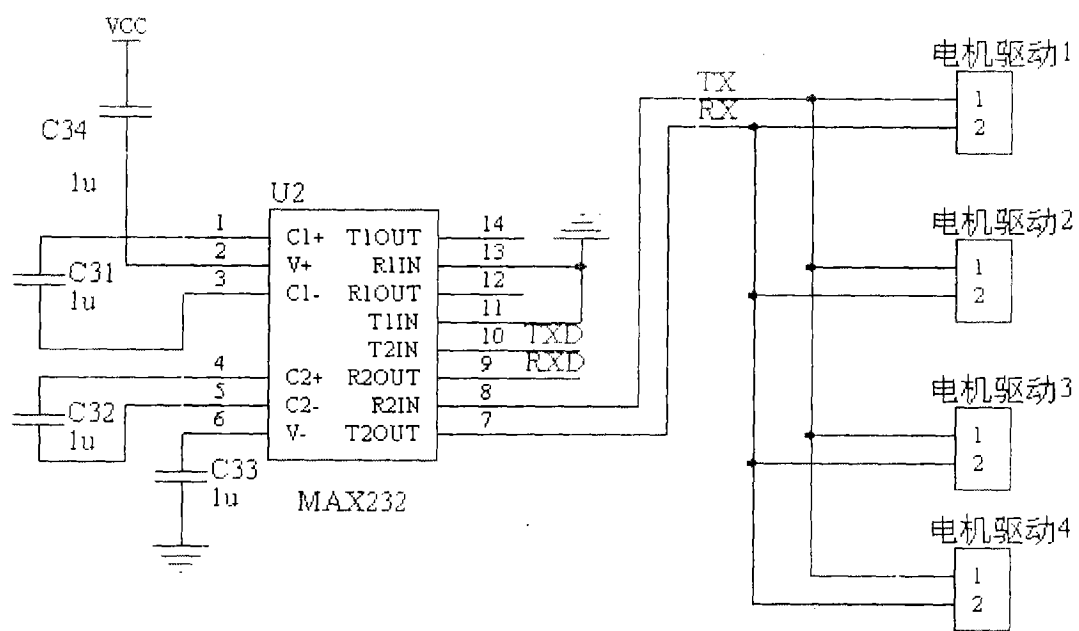 VCC
C34
1u
U2
1
2
3
4
5
6
C1+
V+
C1-
C2+
C2-
V-
T1OUT
R1IN
R1OUT
T1IN
T2IN
R2OUT
R2IN
T2OUT
14
13
12
11
10
9
8
7
TXD
RXD
C31
1u
C32
1u
C33
1u
MAX232
TX
RX
电机驱动1
1
2
电机驱动2
1
2
电机驱动3
1
2
电机驱动4
1
2